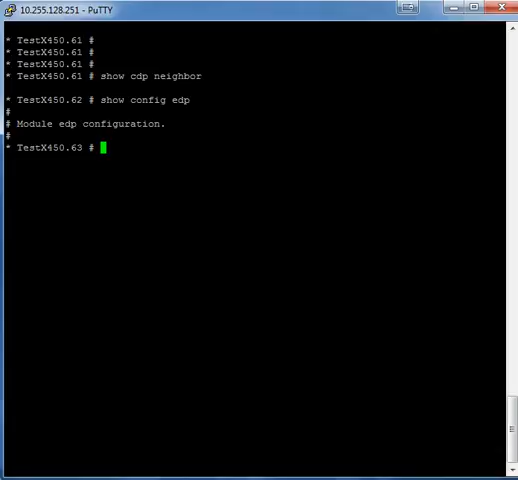 10.255.128.251 - PuTTY
* TestX450.61 #
* TestX450.61 #
* TestX450.61 #
* TestX450.61 # show cdp neighbor
* TestX450.62 # show config edp
#
# Module edp configuration.
#
* TestX450.63 #